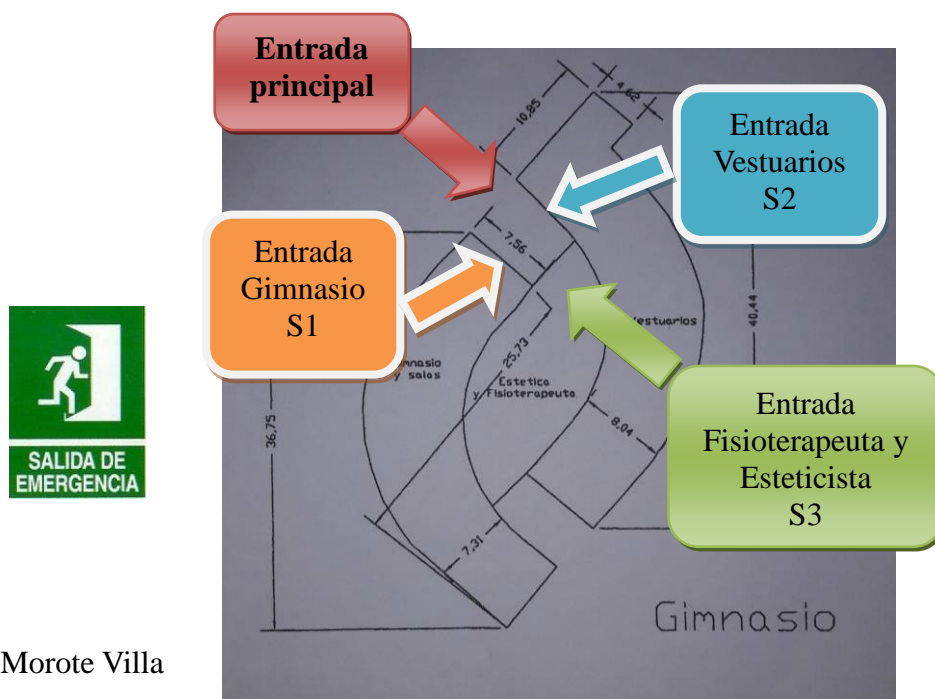 Entrada
principal
10,85
4,62
Entrada
Vestuarios
S2
Entrada
Gimnasio
S1
7,56
Vestuarios
40,44
y salas
25,73
Estetica
y Fisioterapeuta
36,75
8,04
7,31
Entrada
Fisioterapeuta y
Esteticista
S3
SALIDA DE
EMERGENCIA
Gimnasio
Morote Villa